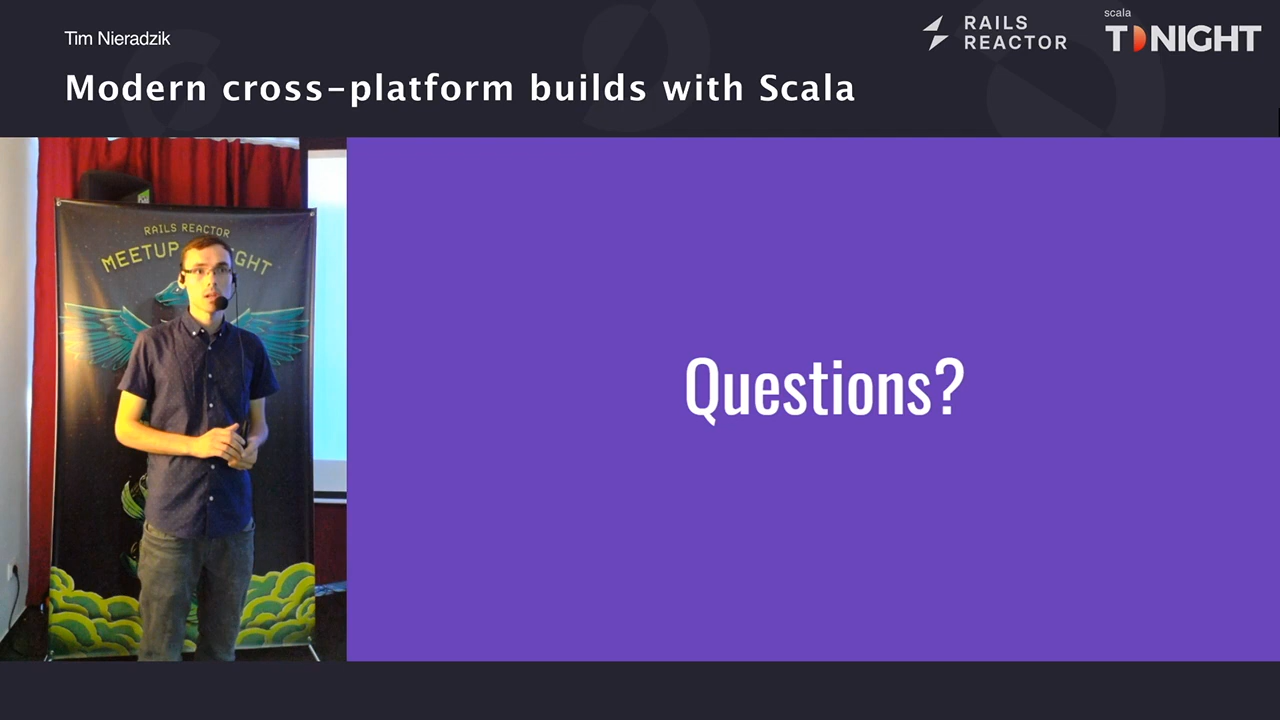 Tim Nieradzik
Modern cross-platform builds with Scala
RAILS
REACTOR
scala
TONIGHT
RAILS REACTOR
MEETUP
Questions?